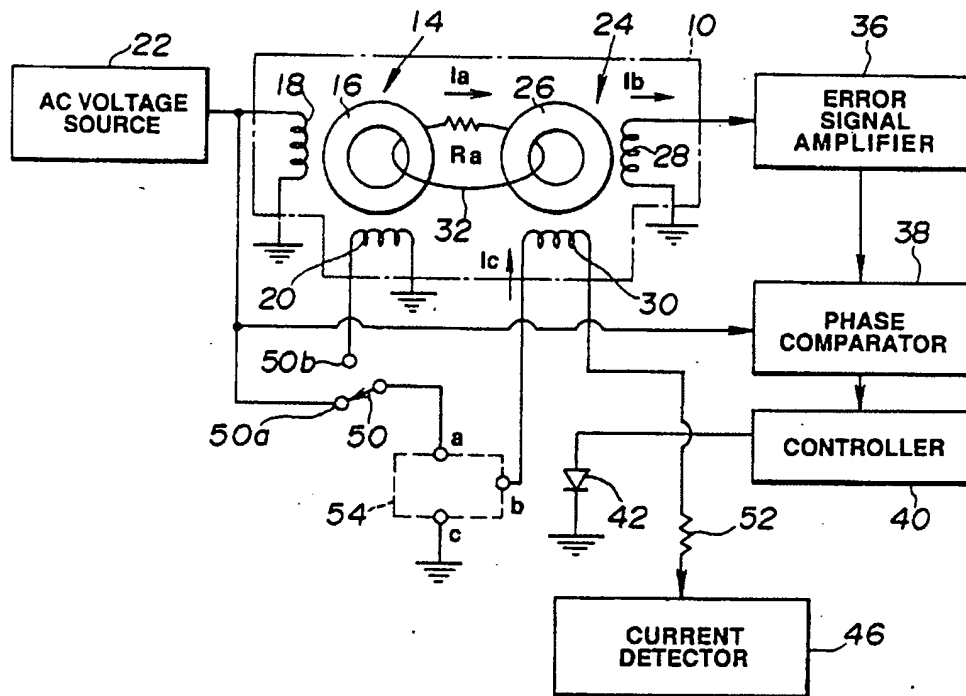 22
14
10
24
36
AC VOLTAGE
SOURCE
18
16
Ia
26
Ib
ERROR
SIGNAL
AMPLIFIER
Ra
28
32
20
Ic
30
38
PHASE
COMPARATOR
50b
50a
50
a
CONTROLLER
54
b
c
42
52
40
CURRENT
DETECTOR
46